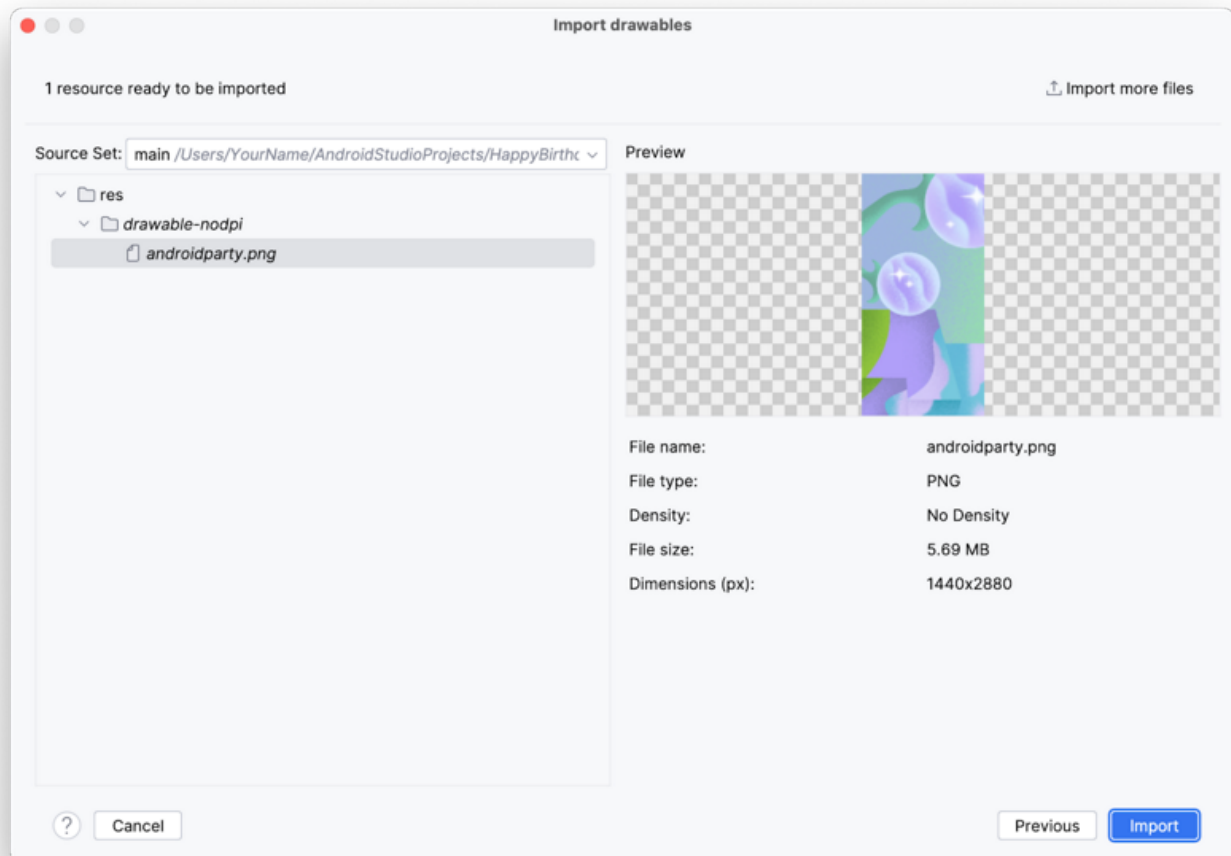 Import drawables
1 resource ready to be imported
Import more files
Source Set: main /Users/YourName/AndroidStudioProjects/HappyBirthc
Preview
res
drawable-nodpi
androidparty.png
File name: androidparty.png
File type: PNG
Density: No Density
File size: 5.69 MB
Dimensions (px): 1440x2880
? Cancel Previous Import